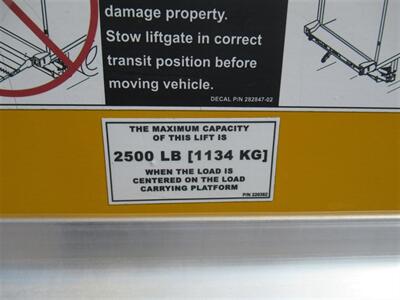 damage property.
Stow liftgate in correct
transit position before
moving vehicle.
DECAL P/N 282847-02
THE MAXIMUM CAPACITY
OF THIS LIFT IS
2500 LB [1134 KG]
WHEN THE LOAD IS
CENTERED ON THE LOAD
CARRYING PLATFORM
P/N 220382